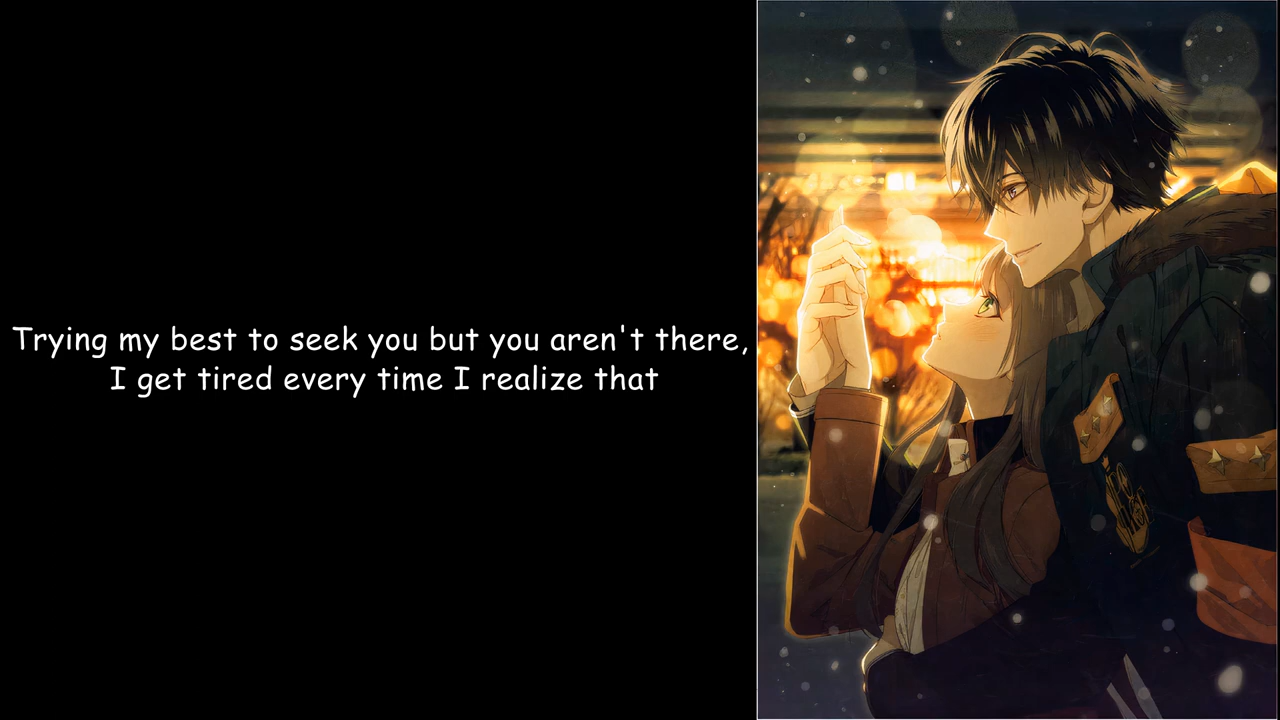 Trying my best to seek you but you aren't there,
I get tired every time I realize that